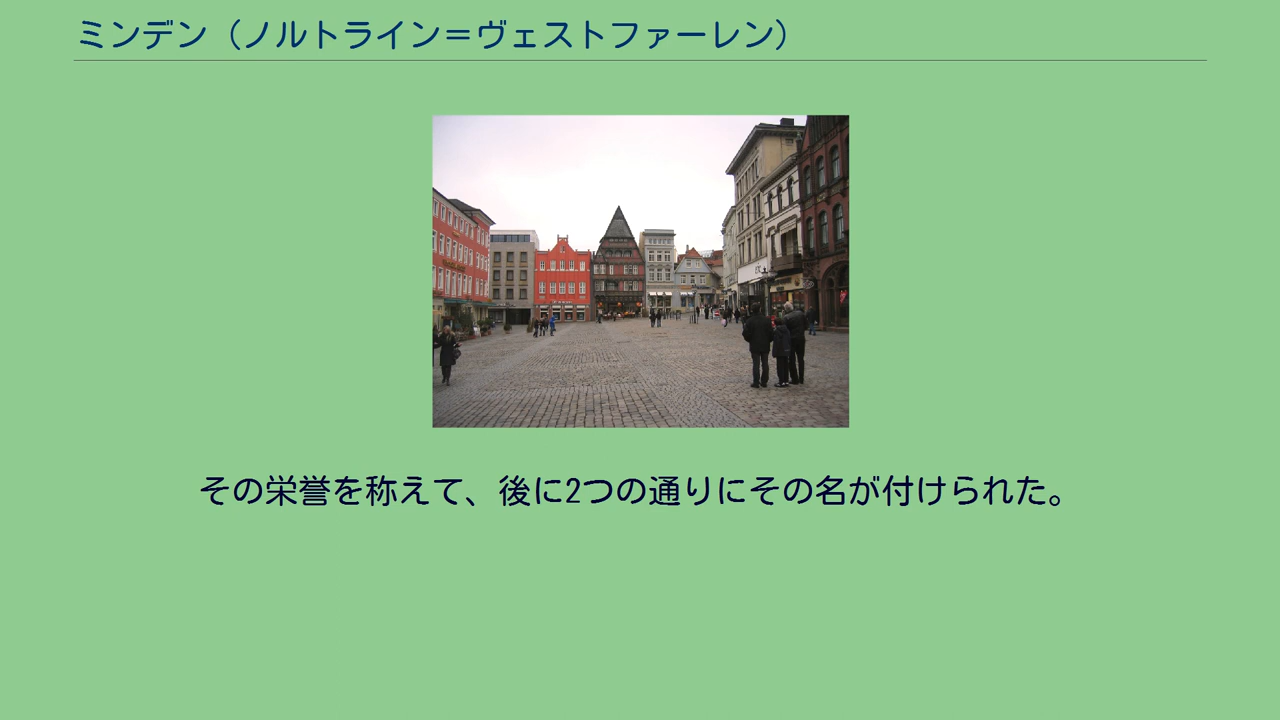 ミンデン（ノルトライン＝ヴェストファーレン）
その栄誉を称えて、後に2つの通りにその名が付けられた。